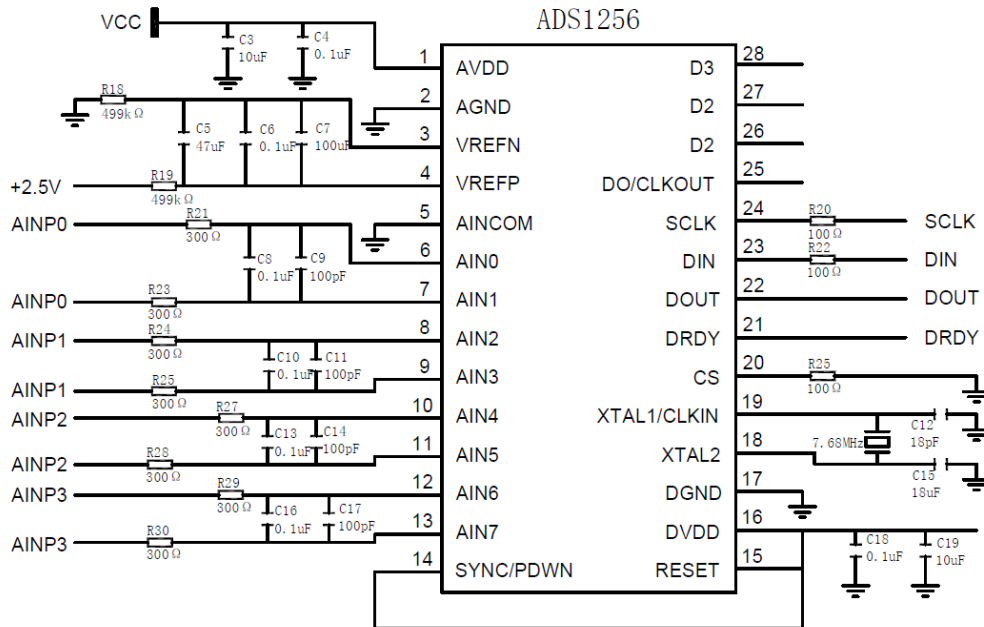 ADS1256
VCC
C3
10uF
C4
0.1uF
1
AVDD
D3
28
R18
499kΩ
2
AGND
D2
27
C5
47uF
C6
0.1uF
C7
100uF
3
VREFN
D2
26
+2.5V
R19
499kΩ
4
VREFP
DO/CLKOUT
25
AINP0
R21
300Ω
5
AINCOM
SCLK
24
R20
100Ω
SCLK
C8
0.1uF
C9
100pF
6
AIN0
DIN
23
R22
100Ω
DIN
AINP0
R23
300Ω
7
AIN1
DOUT
22
DOUT
AINP1
R24
300Ω
8
AIN2
DRDY
21
DRDY
C10
0.1uF
C11
100pF
AINP1
R25
300Ω
9
AIN3
CS
20
R25
100Ω
AINP2
R27
300Ω
10
AIN4
XTAL1/CLKIN
19
C12
18pF
C13
0.1uF
C14
100pF
7.68MHz
AINP2
R28
300Ω
11
AIN5
XTAL2
18
C15
18uF
AINP3
R29
300Ω
12
AIN6
DGND
17
C16
0.1uF
C17
100pF
AINP3
R30
300Ω
13
AIN7
DVDD
16
C18
0.1uF
C19
10uF
14
SYNC/PDWN
RESET
15